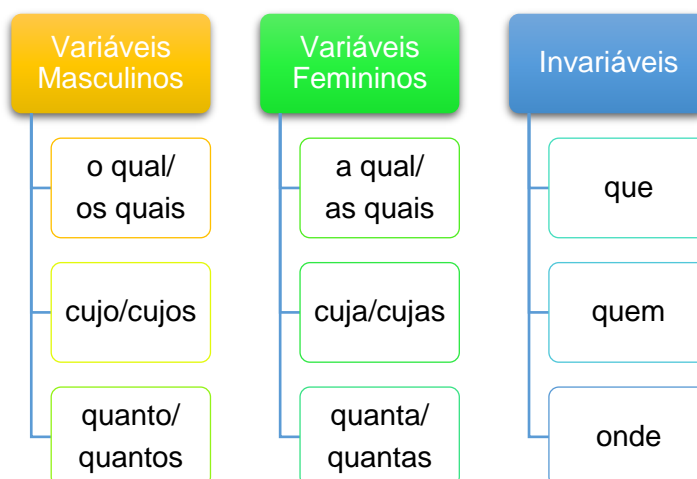 Variáveis
Masculinos
o qual/
os quais
cujo/cujos
quanto/
quantos
Variáveis
Femininos
a qual/
as quais
cuja/cujas
quanta/
quantas
Invariáveis
que
quem
onde